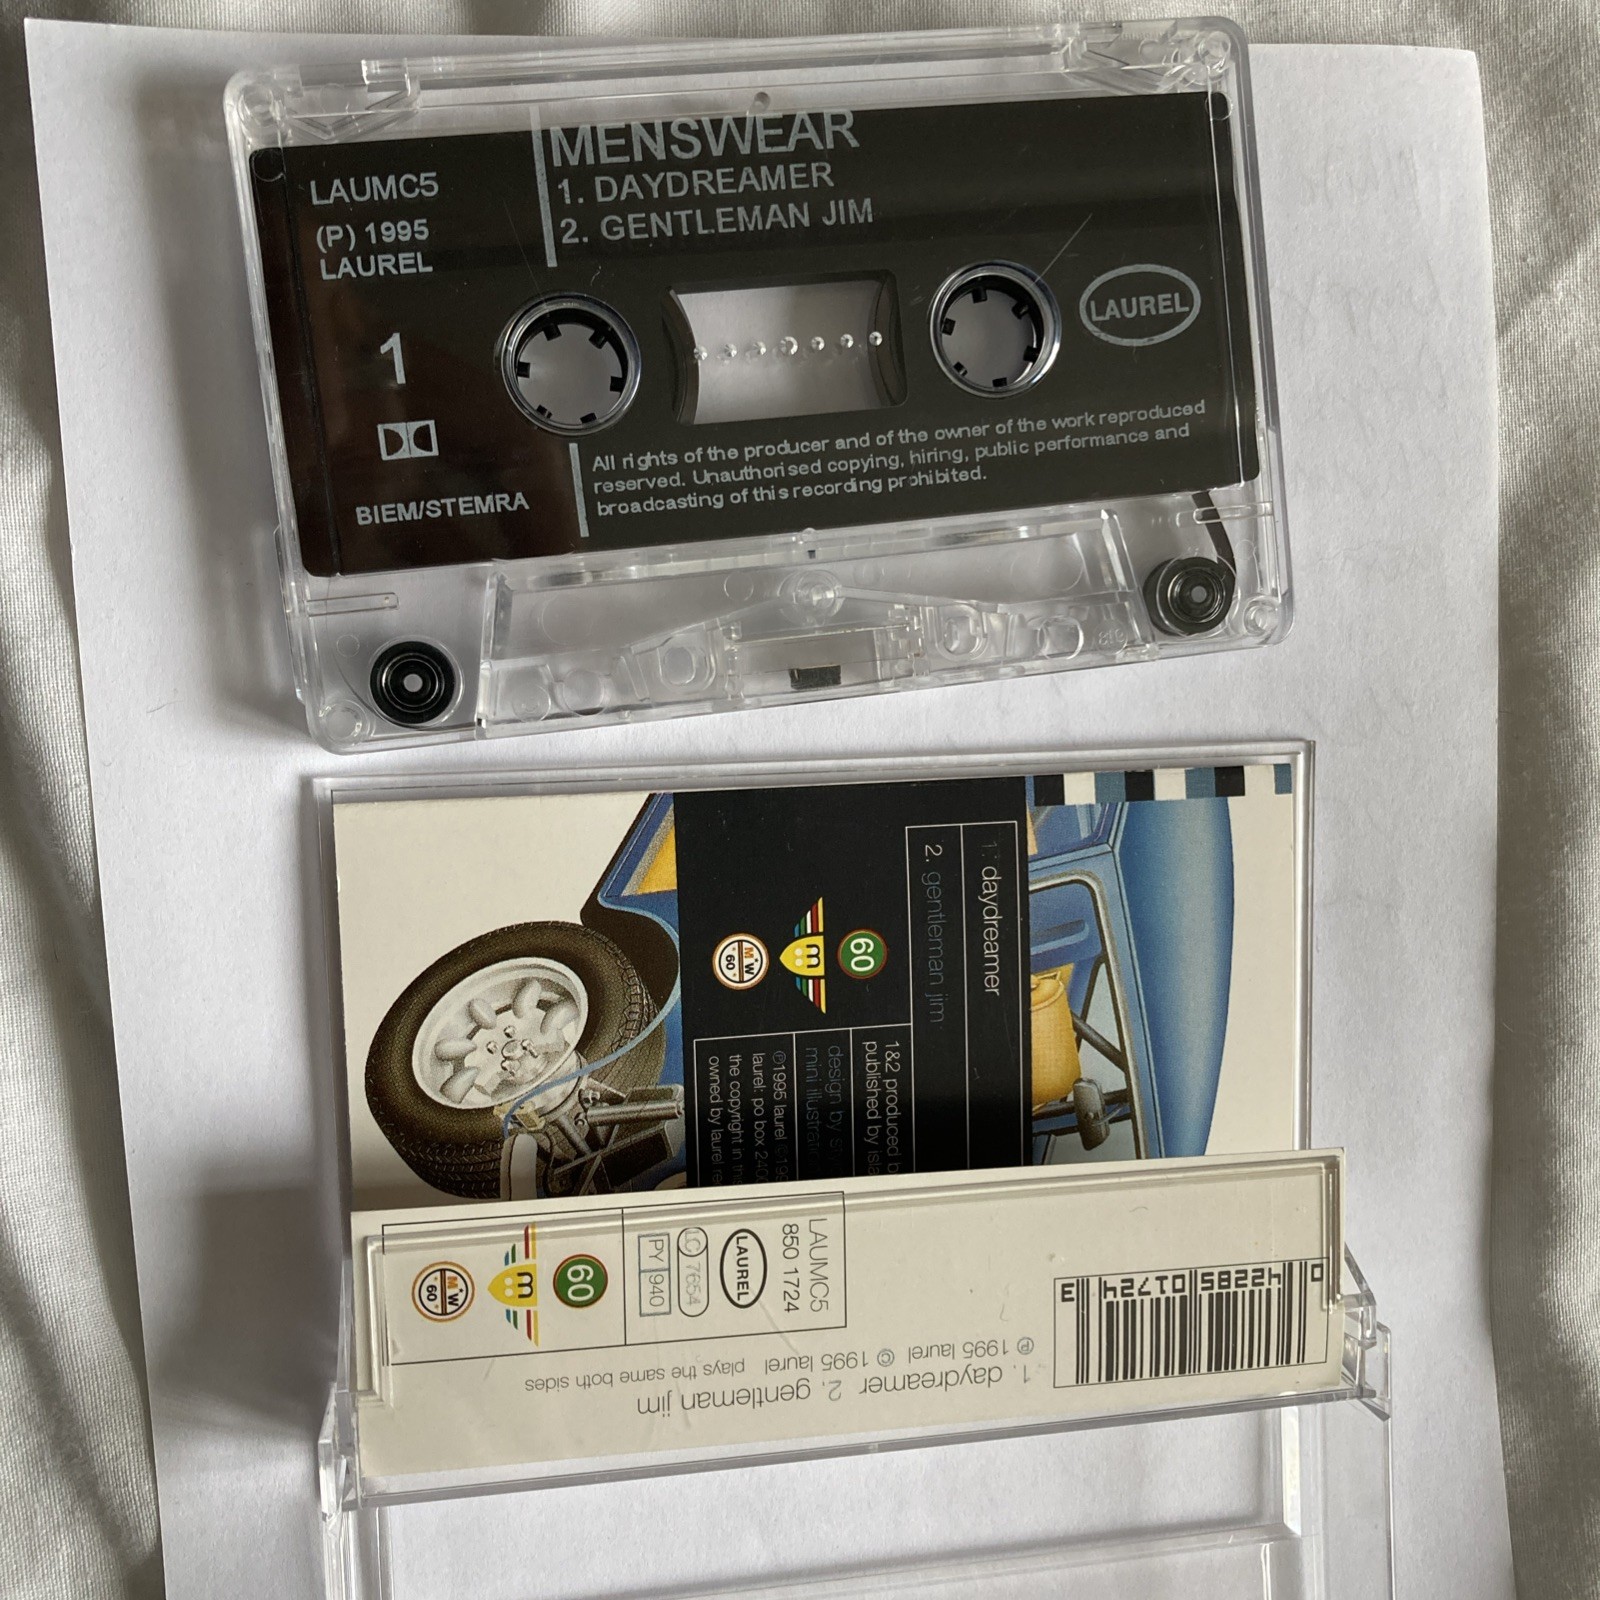 MENSWEAR
1. DAYDREAMER
2. GENTLEMAN JIM
LAUMC5
(P) 1995
LAUREL
1
BIEM/STEMRA
LAUREL
All rights of the producer and of the owner of the work reproduced
reserved. Unauthorised copying, hiring, public performance and
broadcasting of this recording prohibited.
1. daydreamer
2. gentleman jim
60
m
M W
60
1&2 produced
published by
design by
mini
℗1995 laurel
laurel: po box
the copyright in
owned by laurel
LAUMC5
850 1724
LAUREL
LC 7654
PY 940
60
m
M W
60
0 42285 01724 3
1. daydreamer 2. gentleman jim
℗ 1995 laurel © 1995 laurel plays the same both sides